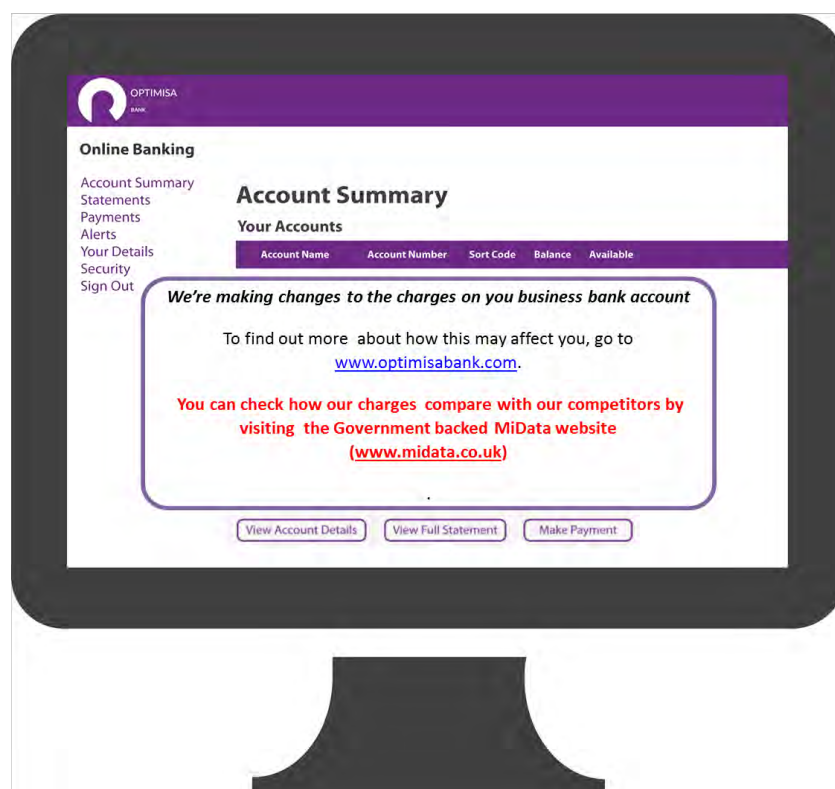 OPTIMISA
BANK
Online Banking
Account Summary
Statements
Payments
Alerts
Your Details
Security
Sign Out
Account Summary
Your Accounts
Account Name Account Number Sort Code Balance Available
We're making changes to the charges on you business bank account
To find out more about how this may affect you, go to
www.optimisabank.com.
You can check how our charges compare with our competitors by
visiting the Government backed MiData website
(www.midata.co.uk)
.
View Account Details View Full Statement Make Payment